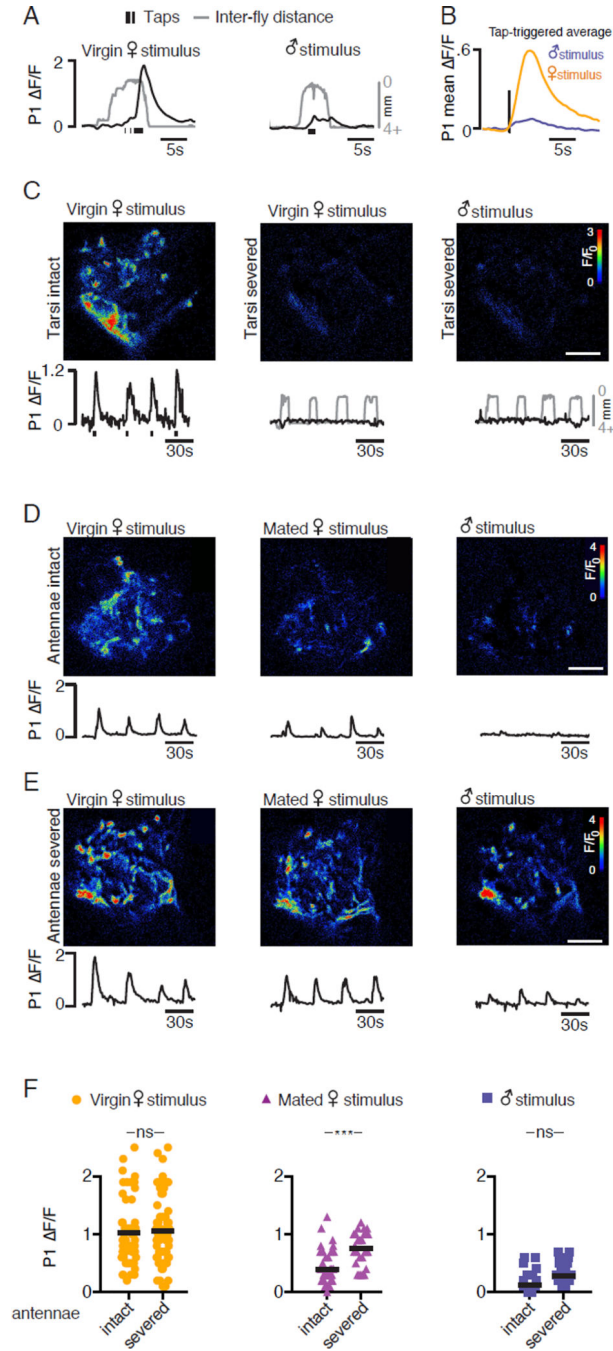 A
Taps Inter-fly distance
Virgin ♀ stimulus
♂ stimulus
P1 ΔF/F
2
0
0
mm
4+
5s
5s
B
Tap-triggered average
P1 mean ΔF/F
.6
0
♂stimulus
♀stimulus
5s
C
Virgin ♀ stimulus
Virgin ♀ stimulus
♂ stimulus
Tarsi intact
Tarsi severed
Tarsi severed
3
F/F0
0
P1 ΔF/F
1.2
0
0
mm
4+
30s
30s
30s
D
Virgin ♀ stimulus
Mated ♀ stimulus
♂ stimulus
Antennae intact
4
F/F0
0
P1 ΔF/F
2
0
30s
30s
30s
E
Virgin ♀ stimulus
Mated ♀ stimulus
♂ stimulus
Antennae severed
4
F/F0
0
P1 ΔF/F
2
0
30s
30s
30s
F
Virgin ♀ stimulus
Mated ♀ stimulus
♂ stimulus
ns
***
ns
P1 ΔF/F
2
1
0
2
1
0
2
1
0
antennae
intact
severed
intact
severed
intact
severed